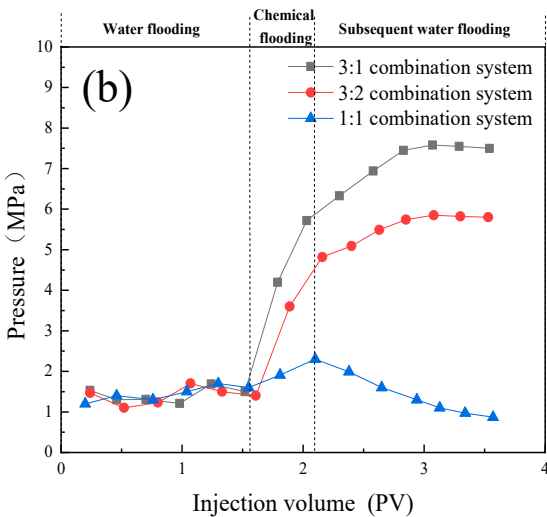 Water flooding
Chemical
flooding
Subsequent water flooding
10
9
8
7
6
5
4
3
2
1
0
Pressure（MPa）
(b)
3:1 combination system
3:2 combination system
1:1 combination system
0
1
2
3
4
Injection volume (PV)